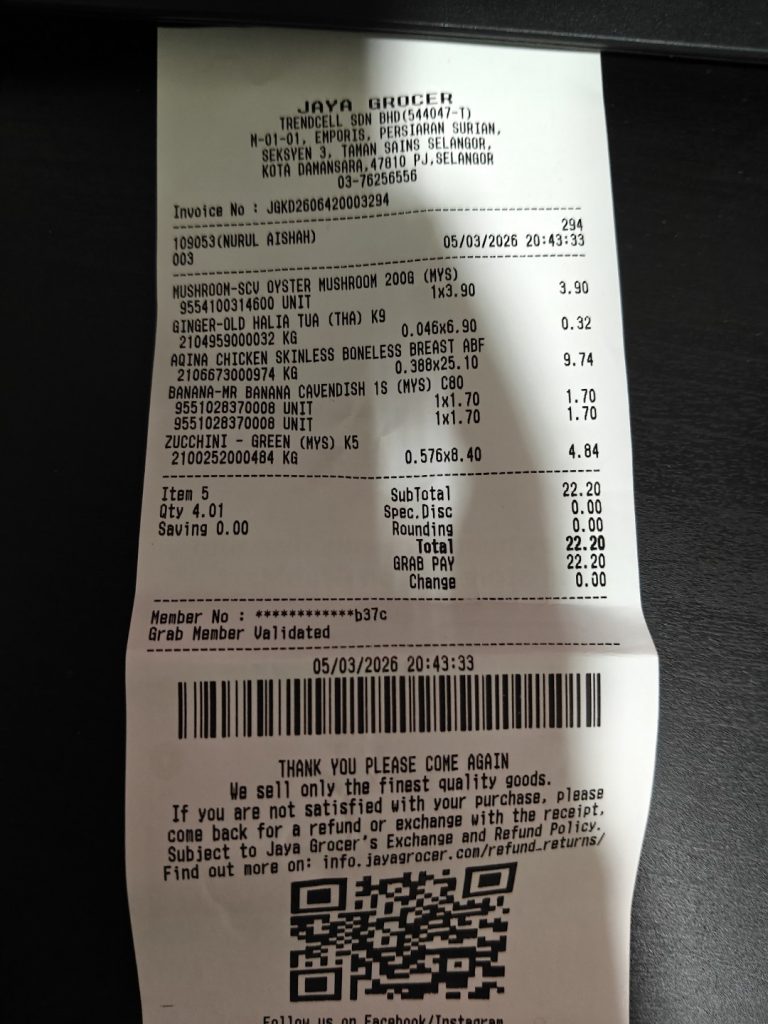 JAYA GROCER
TRENDCELL SDN BHD(544047-T)
M-01-01, EMPORIS, PERSIARAN SURIAN,
SEKSYEN 3, TAMAN SAINS SELANGOR,
KOTA DAMANSARA,47810 PJ,SELANGOR
03-76256556
Invoice No : JGKD2606420003294
294
109053(NURUL AISHAH) 05/03/2026 20:43:33
003
MUSHROOM-SCV OYSTER MUSHROOM 200G (MYS)
9554100314600 UNIT 1x3.90 3.90
GINGER-OLD HALIA TUA (THA) K9
2104959000032 KG 0.046x6.90 0.32
AQINA CHICKEN SKINLESS BONELESS BREAST ABF
2106673000974 KG 0.388x25.10 9.74
BANANA-MR BANANA CAVENDISH 1S (MYS) C80
9551028370008 UNIT 1x1.70 1.70
9551028370008 UNIT 1x1.70 1.70
ZUCCHINI - GREEN (MYS) K5
2100252000484 KG 0.576x8.40 4.84
Item 5 SubTotal 22.20
Qty 4.01 Spec.Disc 0.00
Saving 0.00 Rounding 0.00
Total 22.20
GRAB PAY 22.20
Change 0.00
Member No : ************b37c
Grab Member Validated
05/03/2026 20:43:33
THANK YOU PLEASE COME AGAIN
We sell only the finest quality goods.
If you are not satisfied with your purchase, please
come back for a refund or exchange with the receipt,
Subject to Jaya Grocer's Exchange and Refund Policy.
Find out more on: info.jayagrocer.com/refund_returns/
Follow us on Facebook/Instagram